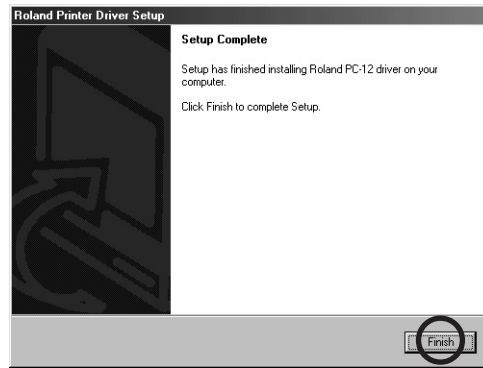 Roland Printer Driver Setup
Setup Complete
Setup has finished installing Roland PC-12 driver on your
computer.
Click Finish to complete Setup.
Finish